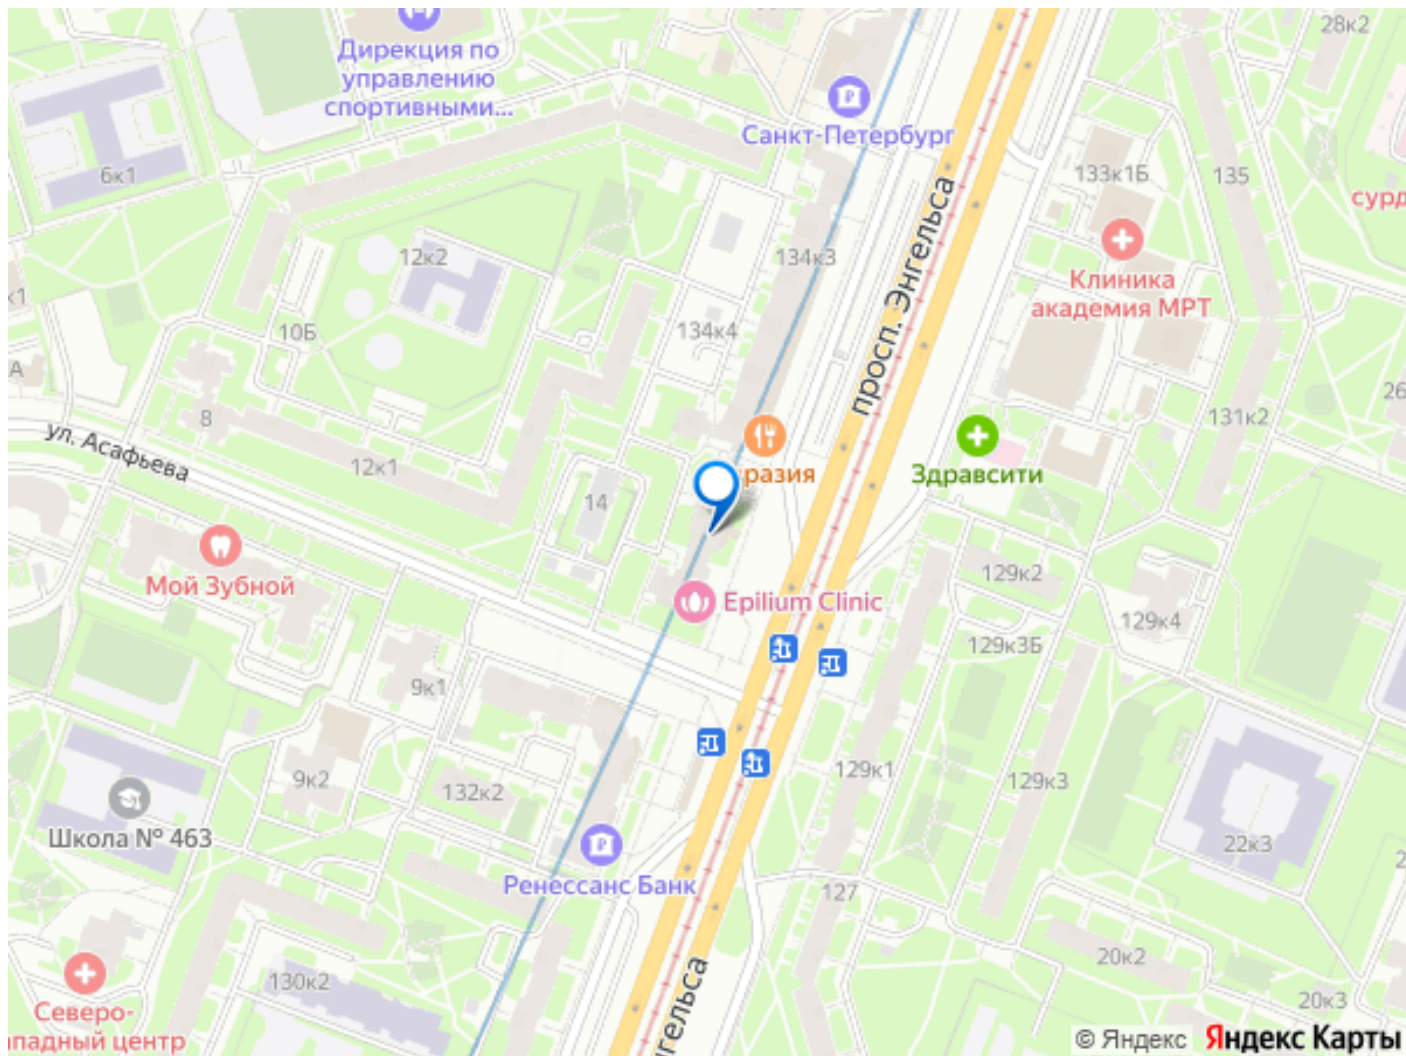 28к2
Дирекция по
управлению
спортивными...
Санкт-Петербург
6к1
133к1Б
135
12к2
134к3
просп. Энгельса
Клиника
академия МРТ
10Б
134к4
8
131к2
ул. Асафьева
12к1
разия
Здравсити
14
Мой Зубной
129к2
Epilium Clinic
129к4
129к3Б
9к1
9к2
132к2
129к1
129к3
Школа № 463
22к3
Ренессанс Банк
127
20к2
130к2
20к3
Северо-
ападный центр
© Яндекс Яндекс Карты